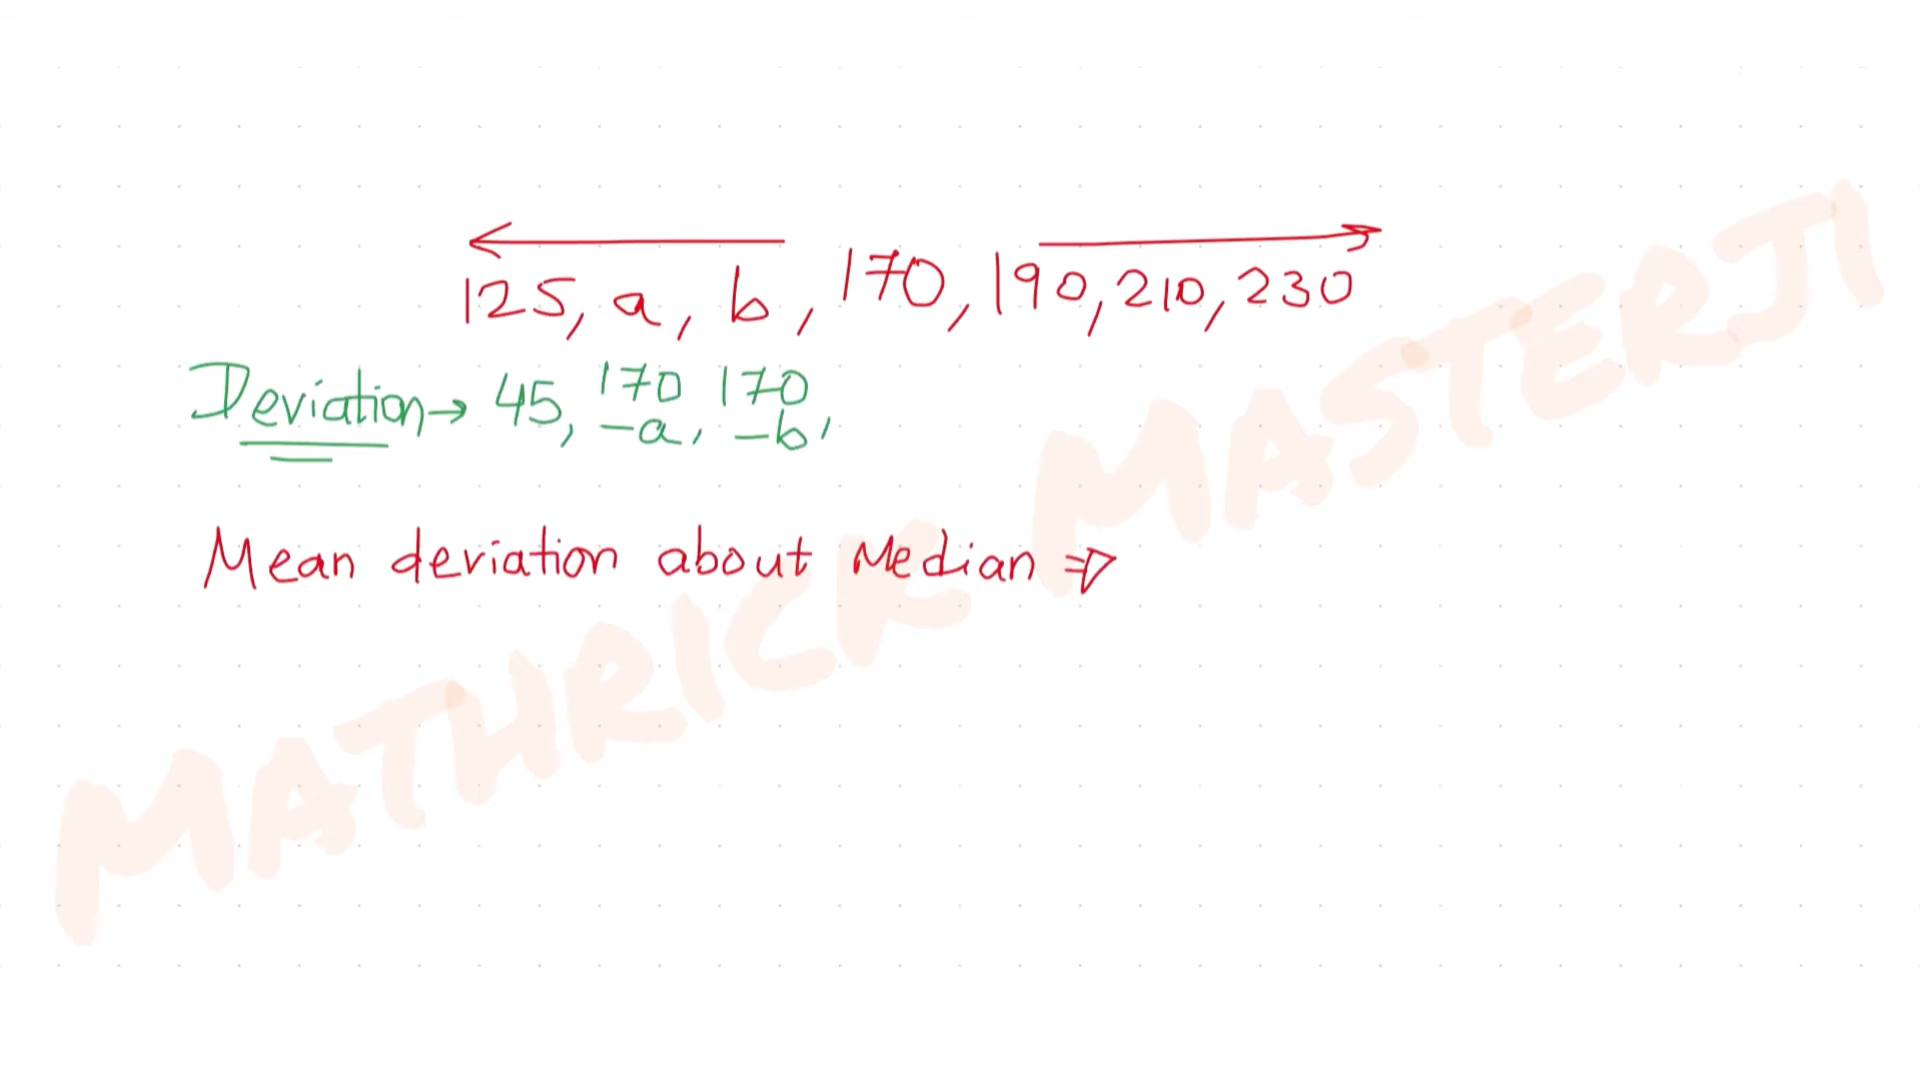 125, a, b, 170, 190, 210, 230
Deviation → 45, 170 - a, 170 - b,
Mean deviation about Median ⇒
MATHRICK MASTERJI